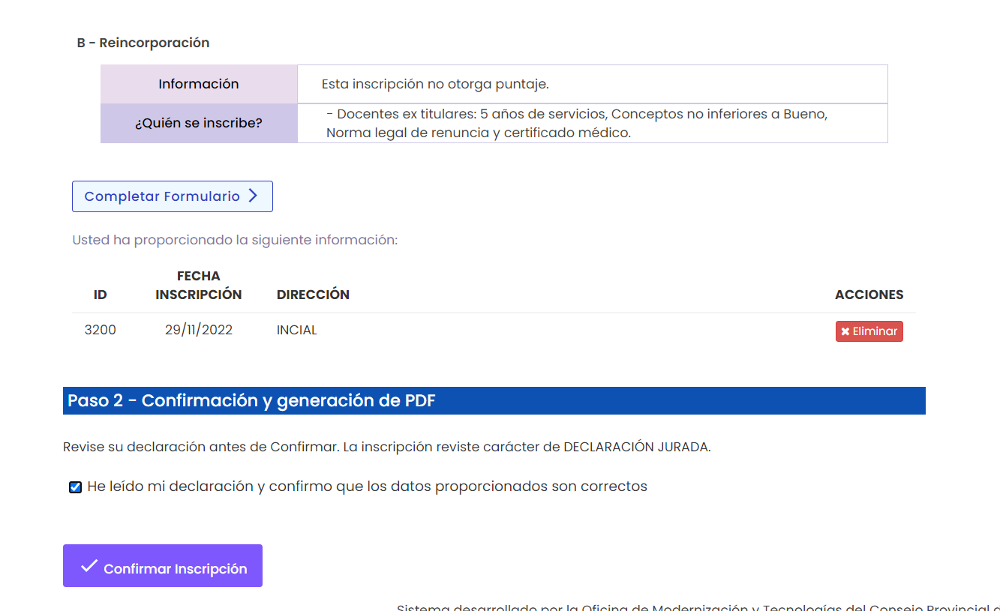 B - Reincorporación
Información
Esta inscripción no otorga puntaje.
¿Quién se inscribe?
- Docentes ex titulares: 5 años de servicios, Conceptos no inferiores a Bueno,
Norma legal de renuncia y certificado médico.
Completar Formulario
Usted ha proporcionado la siguiente información:
ID
FECHA
INSCRIPCIÓN
DIRECCIÓN
ACCIONES
3200
29/11/2022
INCIAL
Eliminar
Paso 2 - Confirmación y generación de PDF
Revise su declaración antes de Confirmar. La inscripción reviste carácter de DECLARACIÓN JURADA.
He leído mi declaración y confirmo que los datos proporcionados son correctos
Confirmar Inscripción
Sistema desarrollado por la Oficina de Modernización y Tecnologías del Consejo Provincial d